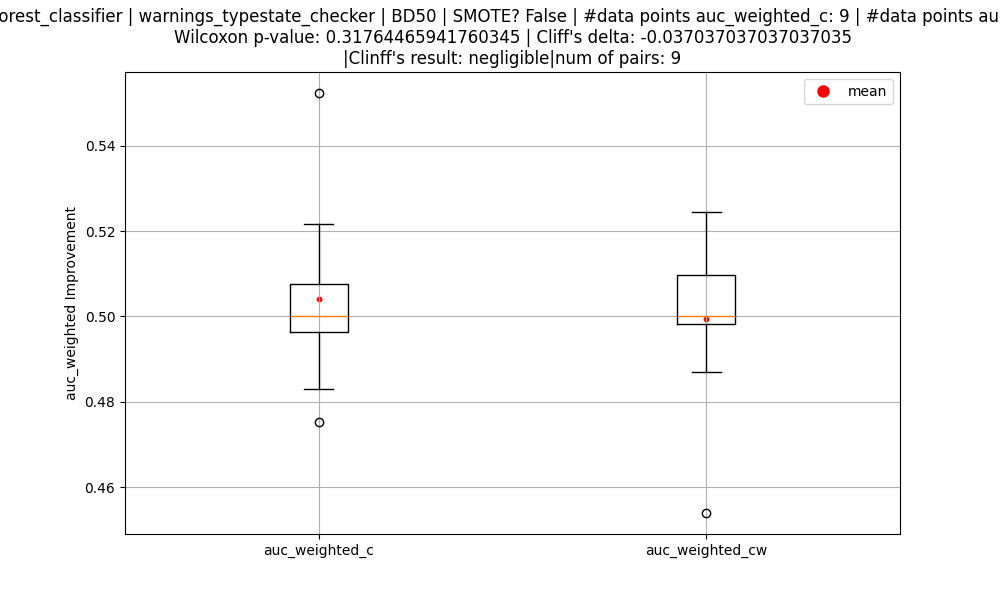 orest_classifier | warnings_typestate_checker | BD50 | SMOTE? False | #data points auc_weighted_c: 9 | #data points au
Wilcoxon p-value: 0.31764465941760345 | Cliff's delta: -0.037037037037037035
|Clinff's result: negligible|num of pairs: 9
mean
0.54
0.52
0.50
0.48
0.46
auc_weighted Improvement
auc_weighted_c
auc_weighted_cw